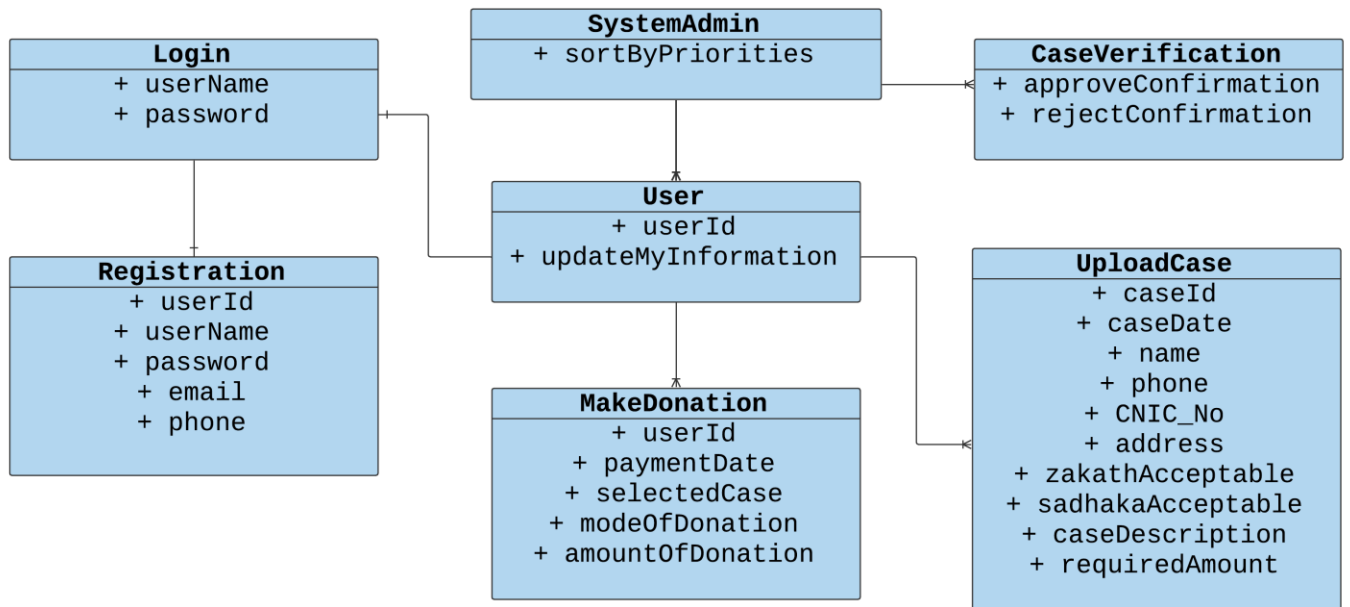 Login
+ userName
+ password
SystemAdmin
+ sortByPriorities
CaseVerification
+ approveConfirmation
+ rejectConfirmation
User
+ userId
+ updateMyInformation
Registration
+ userId
+ userName
+ password
+ email
+ phone
MakeDonation
+ userId
+ paymentDate
+ selectedCase
+ modeOfDonation
+ amountOfDonation
UploadCase
+ caseId
+ caseDate
+ name
+ phone
+ CNIC_No
+ address
+ zakathAcceptable
+ sadhakaAcceptable
+ caseDescription
+ requiredAmount